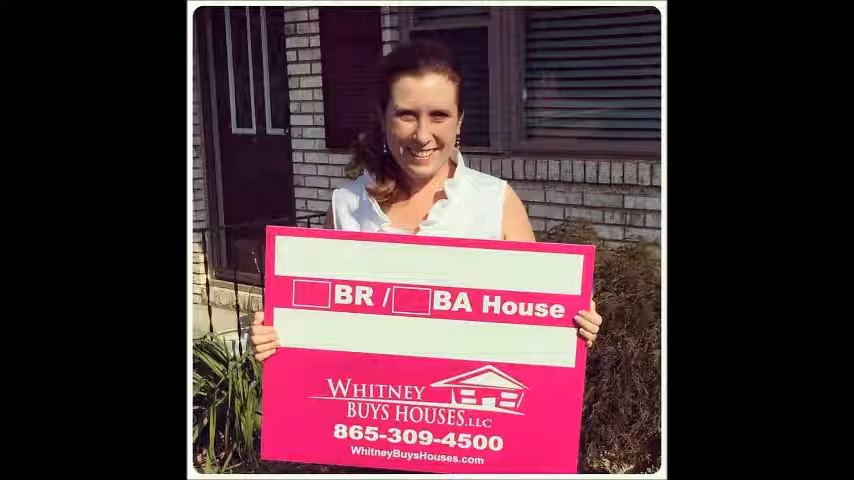 BR / BA House
WHITNEY
BUYS HOUSES, LLC
865-309-4500
WhitneyBuysHouses.com